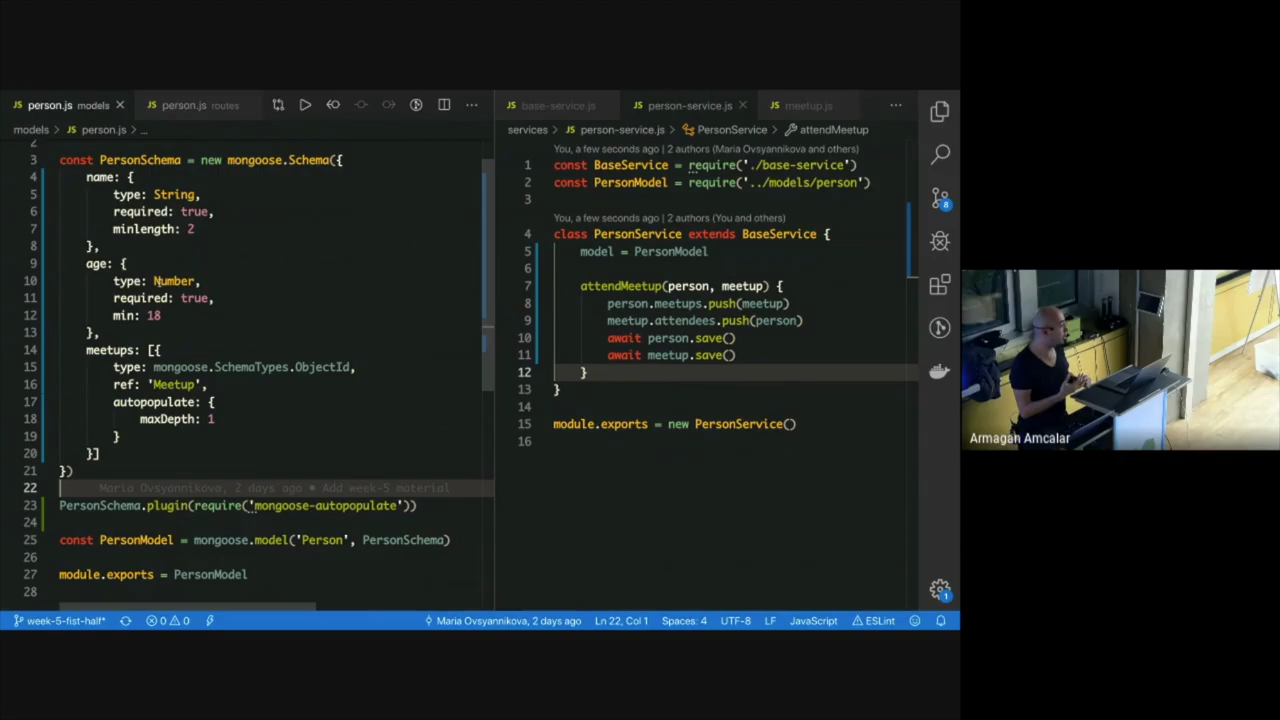 person.js models
person.js routes
models > person.js > ...
2
3 const PersonSchema = new mongoose.Schema({
4 name: {
5 type: String,
6 required: true,
7 minlength: 2
8 },
9 age: {
10 type: Number,
11 required: true,
12 min: 18
13 },
14 meetups: [{
15 type: mongoose.SchemaTypes.ObjectId,
16 ref: 'Meetup',
17 autopopulate: {
18 maxDepth: 1
19 }
20 }]
21 })
22 Maria Ovsyannikova, 2 days ago • Add week-5 material
23 PersonSchema.plugin(require('mongoose-autopopulate'))
24
25 const PersonModel = mongoose.model('Person', PersonSchema)
26
27 module.exports = PersonModel
28
base-service.js
person-service.js
meetup.js
services > person-service.js > PersonService > attendMeetup
You, a few seconds ago | 2 authors (Maria Ovsyannikova and others)
1 const BaseService = require('./base-service')
2 const PersonModel = require('../models/person')
3
You, a few seconds ago | 2 authors (You and others)
4 class PersonService extends BaseService {
5 model = PersonModel
6
7 attendMeetup(person, meetup) {
8 person.meetups.push(meetup)
9 meetup.attendees.push(person)
10 await person.save()
11 await meetup.save()
12 }
13 }
14
15 module.exports = new PersonService()
16
8
1
week-5-fist-half*
0 0
Maria Ovsyannikova, 2 days ago
Ln 22, Col 1
Spaces: 4
UTF-8
LF
JavaScript
ESLint
Armagan Amcalar